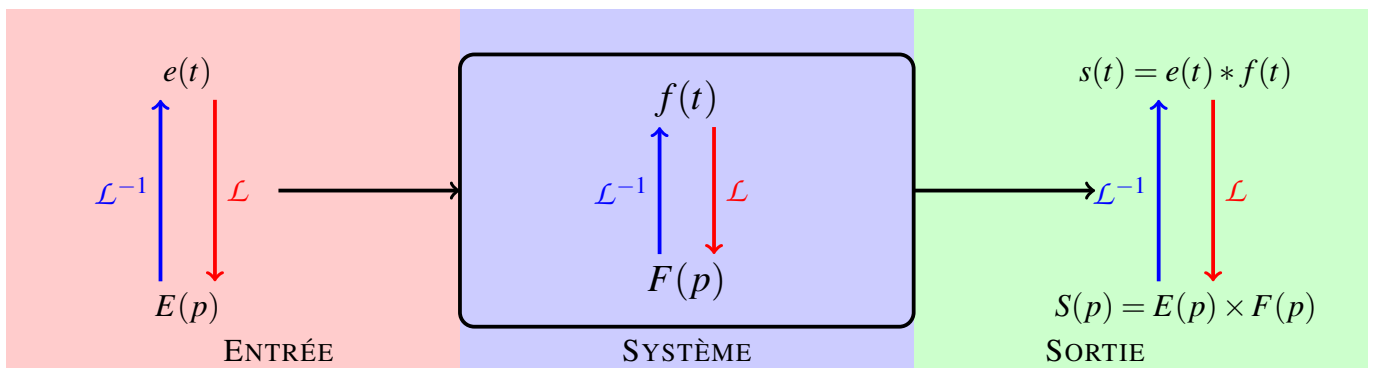 e(t)
ℒ⁻¹
ℒ
E(p)
ENTRÉE
f(t)
ℒ⁻¹
ℒ
F(p)
SYSTÈME
s(t) = e(t) ∗ f(t)
ℒ⁻¹
ℒ
S(p) = E(p) × F(p)
SORTIE